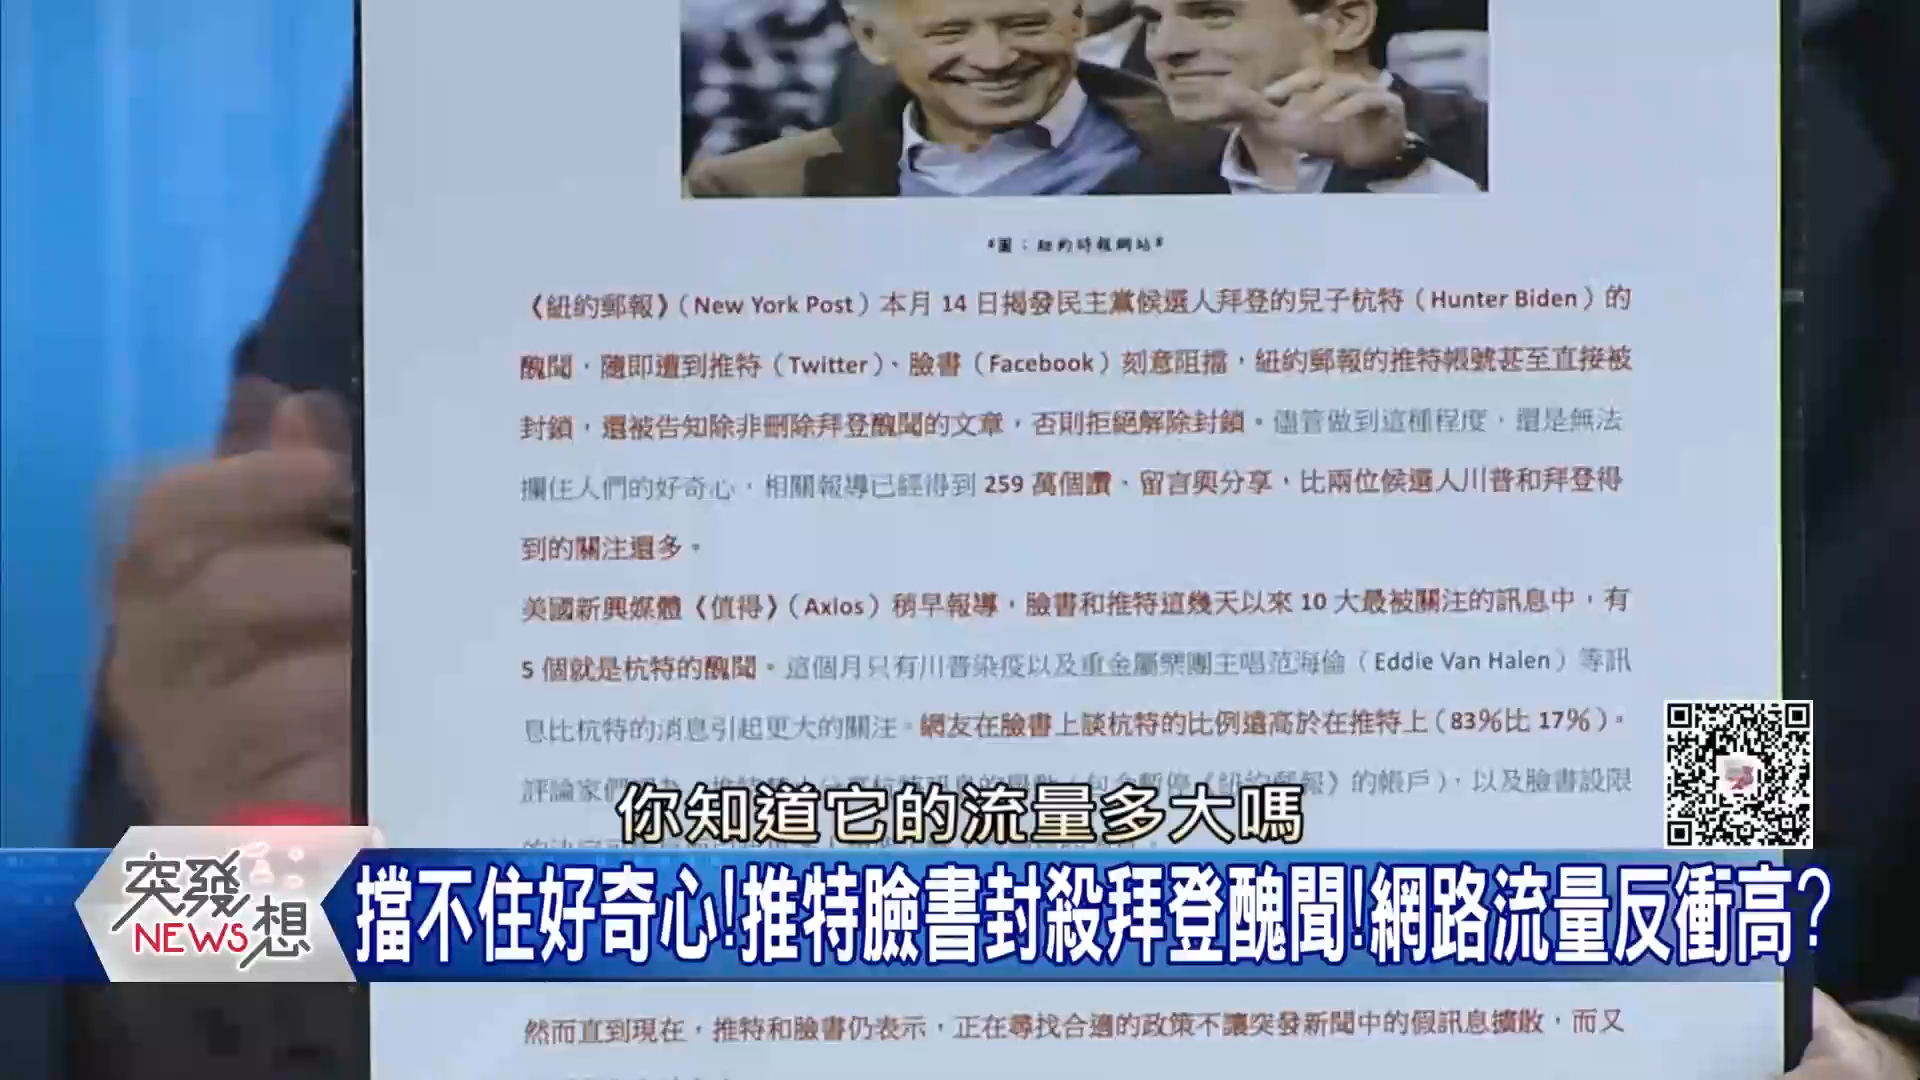 *圖：紐約時報網站*
《紐約郵報》（New York Post）本月 14 日揭發民主黨候選人拜登的兒子杭特（Hunter Biden）的
醜聞，隨即遭到推特（Twitter）、臉書（Facebook）刻意阻擋，紐約郵報的推特帳號甚至直接被
封鎖，還被告知除非刪除拜登醜聞的文章，否則拒絕解除封鎖。儘管做到這種程度，還是無法
攔住人們的好奇心，相關報導已經得到 259 萬個讚、留言與分享，比兩位候選人川普和拜登得
到的關注還多。
美國新興媒體《值得》（Axios）稍早報導，臉書和推特這幾天以來 10 大最被關注的訊息中，有
5 個就是杭特的醜聞。這個月只有川普染疫以及重金屬樂團主唱范海倫（Eddie Van Halen）等訊
息比杭特的消息引起更大的關注。網友在臉書上談杭特的比例遠高於在推特上（83%比 17%）。
評論家們 的帳戶），以及臉書設限
你知道它的流量多大嗎
突發想
NEWS
擋不住好奇心!推特臉書封殺拜登醜聞!網路流量反衝高?
然而直到現在，推特和臉書仍表示，正在尋找合適的政策不讓突發新聞中的假訊息擴散，而又